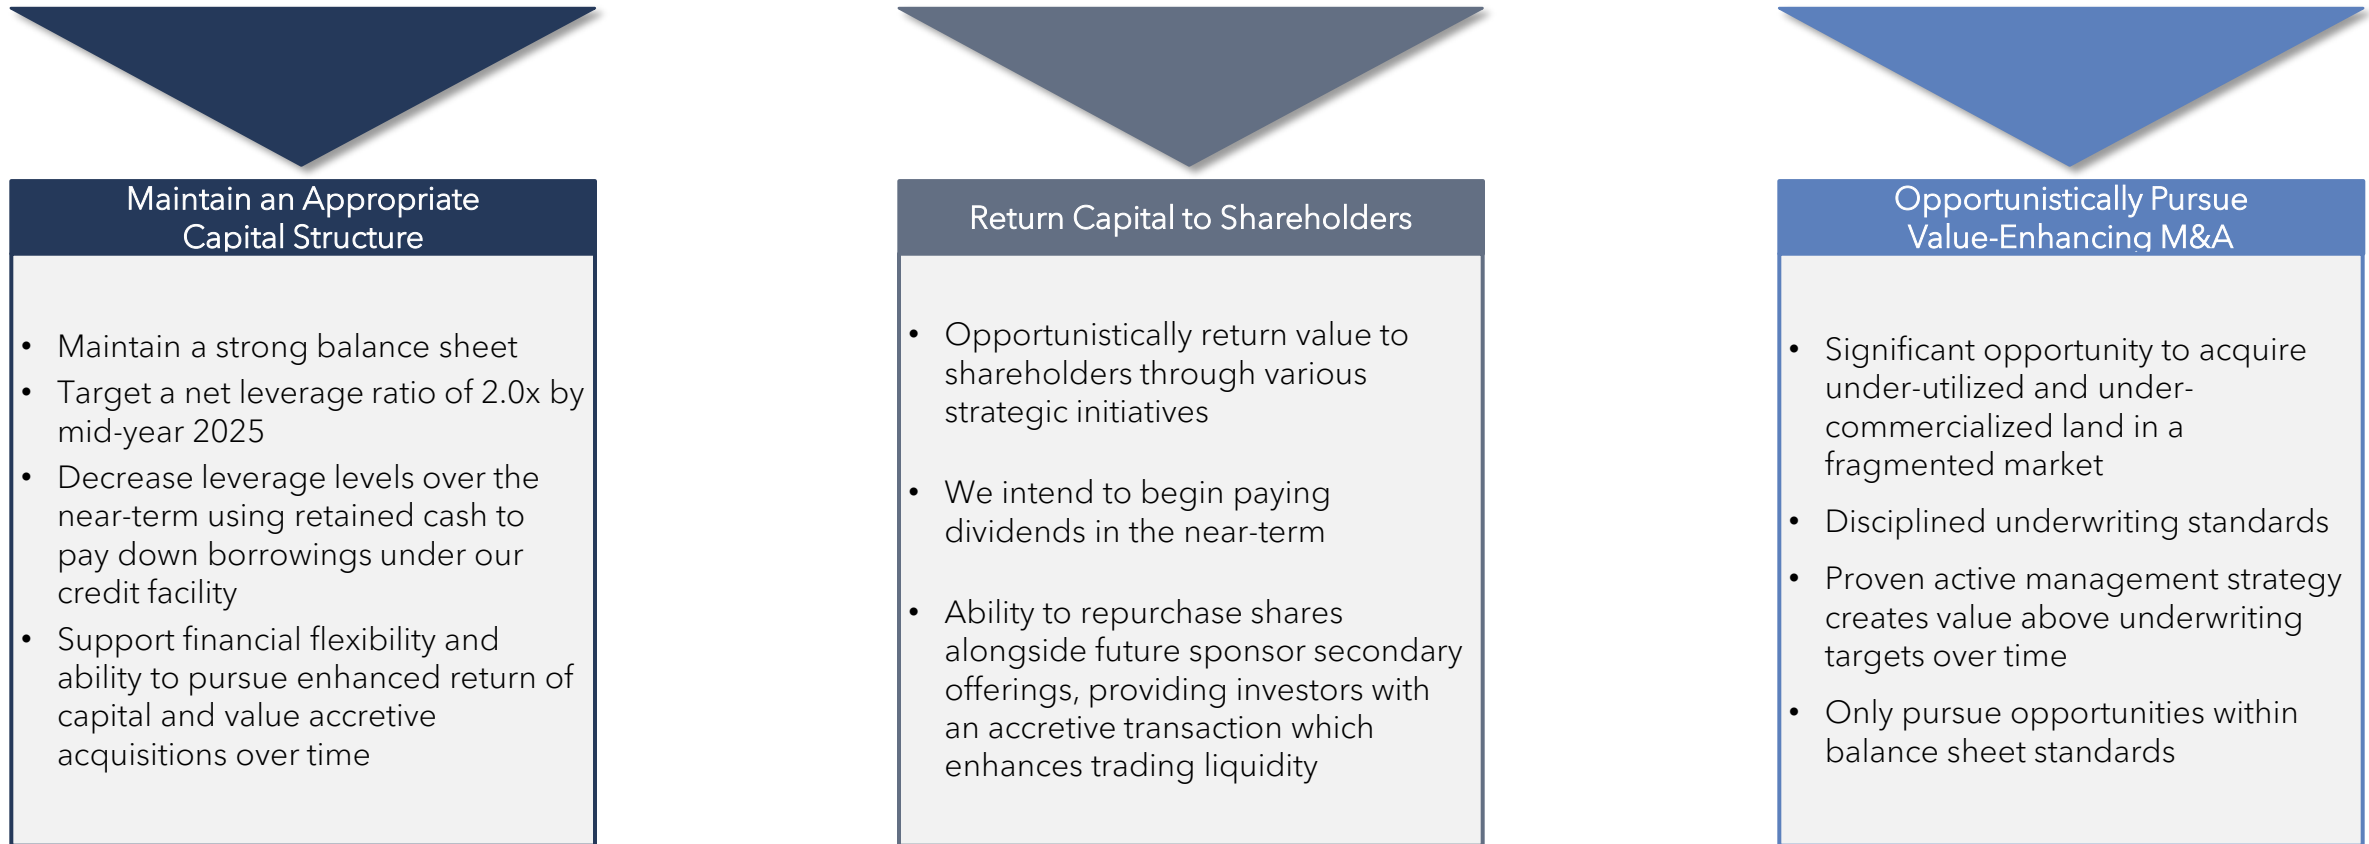 Maintain an Appropriate
Capital Structure
• Maintain a strong balance sheet
• Target a net leverage ratio of 2.0x by
mid-year 2025
• Decrease leverage levels over the
near-term using retained cash to
pay down borrowings under our
credit facility
• Support financial flexibility and
ability to pursue enhanced return of
capital and value accretive
acquisitions over time
Return Capital to Shareholders
• Opportunistically return value to
shareholders through various
strategic initiatives
• We intend to begin paying
dividends in the near-term
• Ability to repurchase shares
alongside future sponsor secondary
offerings, providing investors with
an accretive transaction which
enhances trading liquidity
Opportunistically Pursue
Value-Enhancing M&A
• Significant opportunity to acquire
under-utilized and under-
commercialized land in a
fragmented market
• Disciplined underwriting standards
• Proven active management strategy
creates value above underwriting
targets over time
• Only pursue opportunities within
balance sheet standards